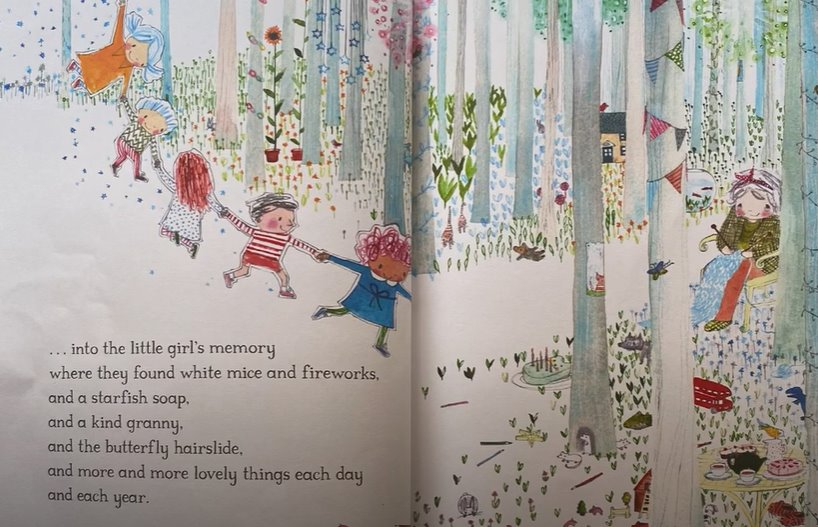 ... into the little girl's memory
where they found white mice and fireworks,
and a starfish soap,
and a kind granny,
and the butterfly hairslide,
and more and more lovely things each day
and each year.